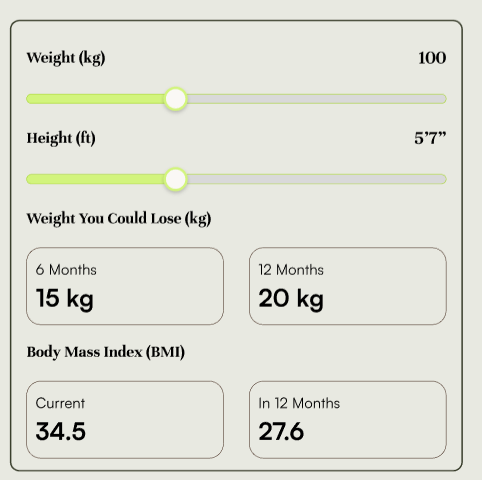 Weight (kg) 100
Height (ft) 5’7”
Weight You Could Lose (kg)
6 Months 12 Months
15 kg 20 kg
Body Mass Index (BMI)
Current In 12 Months
34.5 27.6